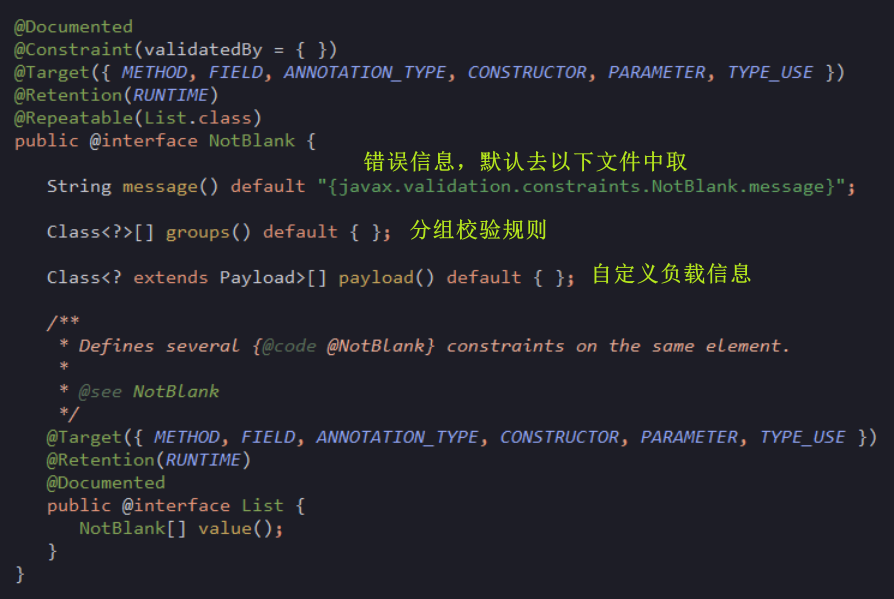 @Documented
@Constraint(validatedBy = { })
@Target({ METHOD, FIELD, ANNOTATION_TYPE, CONSTRUCTOR, PARAMETER, TYPE_USE })
@Retention(RUNTIME)
@Repeatable(List.class)
public @interface NotBlank {
错误信息，默认去以下文件中取
String message() default "{javax.validation.constraints.NotBlank.message}";
Class<?>[] groups() default { }; 分组校验规则
Class<? extends Payload>[] payload() default { }; 自定义负载信息
/**
* Defines several {@code @NotBlank} constraints on the same element.
*
* @see NotBlank
*/
@Target({ METHOD, FIELD, ANNOTATION_TYPE, CONSTRUCTOR, PARAMETER, TYPE_USE })
@Retention(RUNTIME)
@Documented
public @interface List {
NotBlank[] value();
}
}